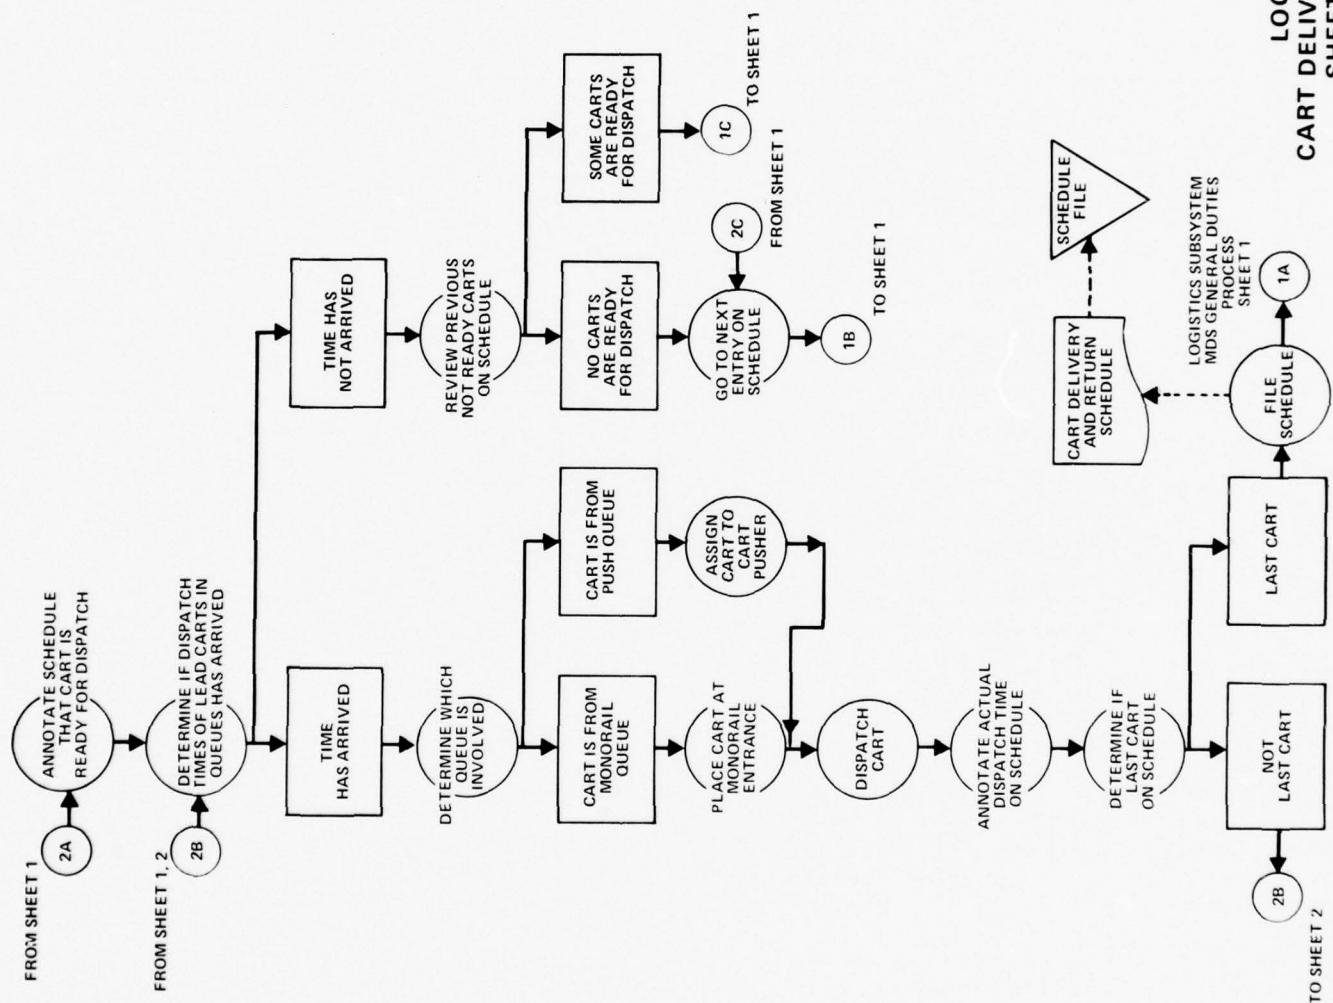 FROM SHEET 1
2A
ANNOTATE SCHEDULE
THAT CART IS
READY FOR DISPATCH
FROM SHEET 1, 2
2B
DETERMINE IF DISPATCH
TIMES OF LEAD CARTS IN
QUEUES HAS ARRIVED
TIME
HAS ARRIVED
TIME HAS
NOT ARRIVED
DETERMINE WHICH
QUEUE IS
INVOLVED
REVIEW PREVIOUS
NOT READY CARTS
ON SCHEDULE
CART IS FROM
MONORAIL
QUEUE
CART IS FROM
PUSH QUEUE
NO CARTS
ARE READY
FOR DISPATCH
SOME CARTS
ARE READY
FOR DISPATCH
PLACE CART AT
MONORAIL
ENTRANCE
ASSIGN
CART TO
CART
PUSHER
GO TO NEXT
ENTRY ON
SCHEDULE
2C
FROM SHEET 1
1C
TO SHEET 1
1B
TO SHEET 1
DISPATCH
CART
ANNOTATE ACTUAL
DISPATCH TIME
ON SCHEDULE
DETERMINE IF
LAST CART
ON SCHEDULE
CART DELIVERY
AND RETURN
SCHEDULE
SCHEDULE
FILE
NOT
LAST CART
LAST CART
FILE
SCHEDULE
LOGISTICS SUBSYSTEM
MDS GENERAL DUTIES
PROCESS
SHEET 1
1A
2B
TO SHEET 2
CART